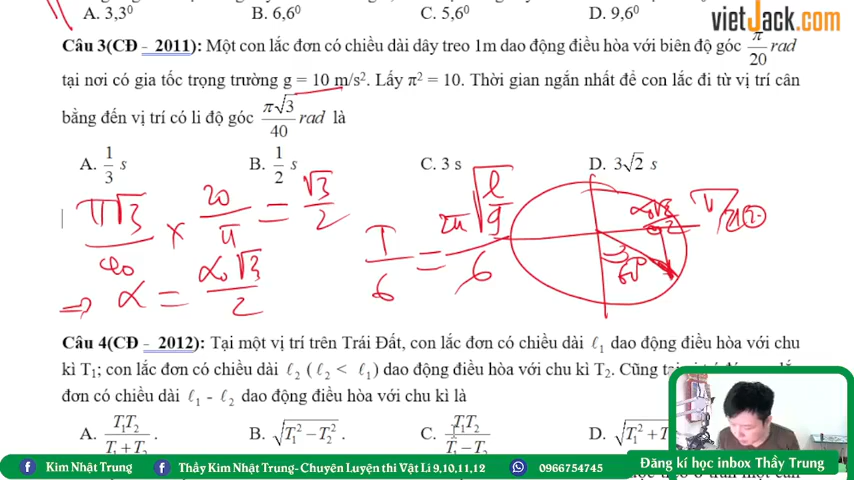 vietJack.com
A. 3,3⁰ B. 6,6⁰ C. 5,6⁰ D. 9,6⁰
Câu 3(CĐ - 2011): Một con lắc đơn có chiều dài dây treo 1m dao động điều hòa với biên độ góc π/20 rad
tại nơi có gia tốc trọng trường g = 10 m/s². Lấy π² = 10. Thời gian ngắn nhất để con lắc đi từ vị trí cân
bằng đến vị trí có li độ góc π√3/40 rad là
A. 1/3 s B. 1/2 s C. 3 s D. 3√2 s
π√3/40 × 20/π = √3/2
=> α = α₀√3/2
T/6 = 2π√(l/g)/6
α₀√3/2
60°
Câu 4(CĐ - 2012): Tại một vị trí trên Trái Đất, con lắc đơn có chiều dài ℓ₁ dao động điều hòa với chu
kì T₁; con lắc đơn có chiều dài ℓ₂ (ℓ₂ < ℓ₁) dao động điều hòa với chu kì T₂. Cũng tại
đơn có chiều dài ℓ₁ - ℓ₂ dao động điều hòa với chu kì là
A. T₁T₂/(T₁ + T₂). B. √(T₁² − T₂²). C. T₁T₂/(T₁ − T₂) D. √(T₁² + T
Kim Nhật Trung Thầy Kim Nhật Trung- Chuyên Luyện thi Vật Lí 9,10,11,12 0966754745 Đăng kí học inbox Thầy Trung